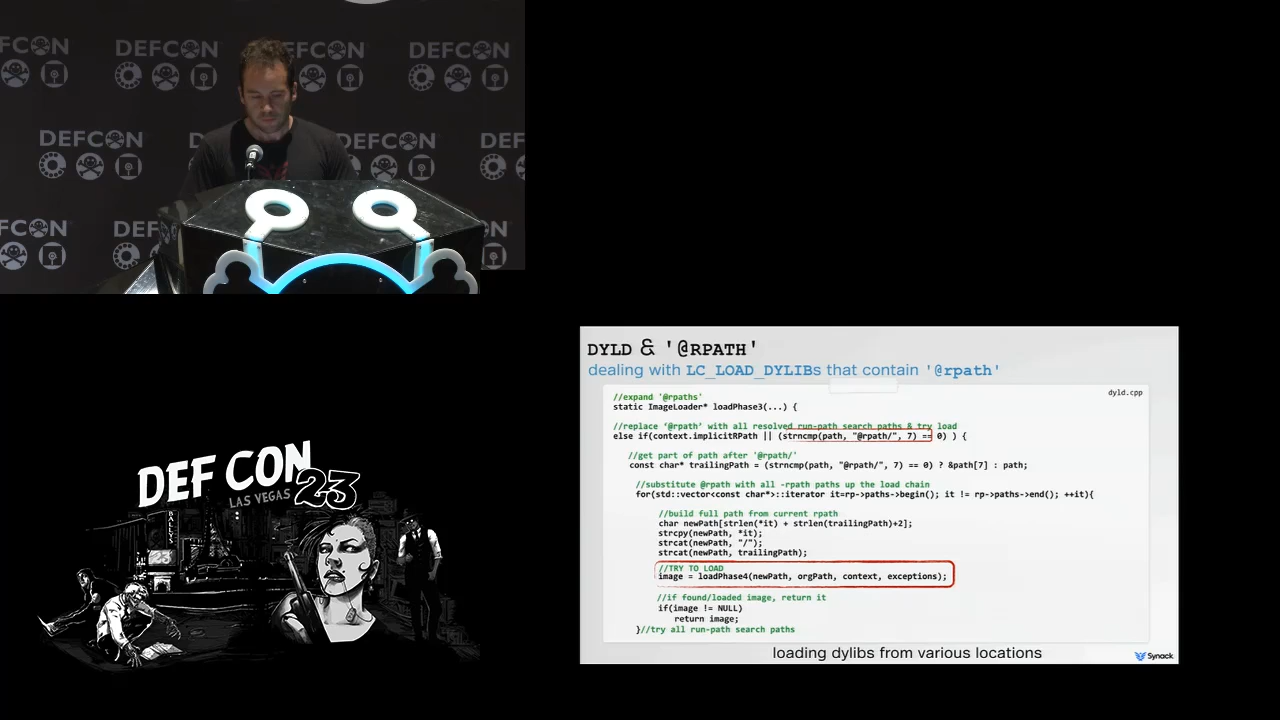 DEFCON DEFCON DEFCON
DEFCON DEFCON DEF
DEFCON DEF EFCON
DEF CON
LAS VEGAS 23
BALLYS
23
DYLD & '@RPATH'
dealing with LC_LOAD_DYLIBs that contain '@rpath'
dyld.cpp
//expand '@rpaths'
static ImageLoader* loadPhase3(...) {
//replace '@rpath' with all resolved run-path search paths & try load
else if(context.implicitRPath || (strncmp(path, "@rpath/", 7) == 0) ) {
//get part of path after '@rpath/'
const char* trailingPath = (strncmp(path, "@rpath/", 7) == 0) ? &path[7] : path;
//substitute @rpath with all -rpath paths up the load chain
for(std::vector<const char*>::iterator it=rp->paths->begin(); it != rp->paths->end(); ++it){
//build full path from current rpath
char newPath[strlen(*it) + strlen(trailingPath)+2];
strcpy(newPath, *it);
strcat(newPath, "/");
strcat(newPath, trailingPath);
//TRY TO LOAD
image = loadPhase4(newPath, orgPath, context, exceptions);
//if found/loaded image, return it
if(image != NULL)
return image;
}//try all run-path search paths
loading dylibs from various locations
Synack